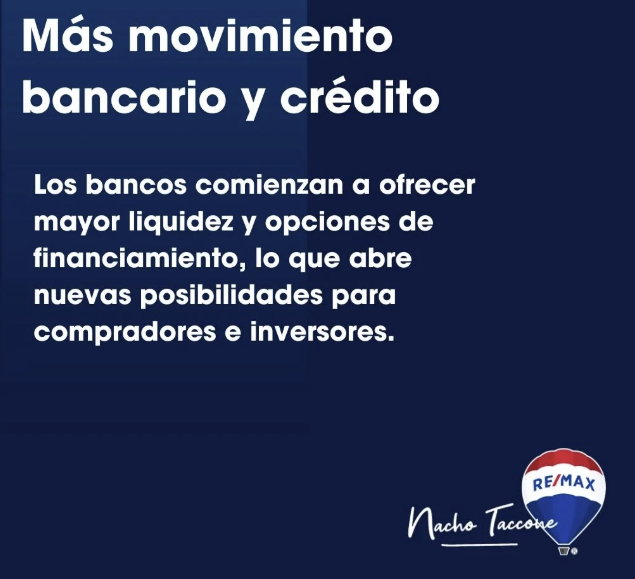 Más movimiento
bancario y crédito
Los bancos comienzan a ofrecer
mayor liquidez y opciones de
financiamiento, lo que abre
nuevas posibilidades para
compradores e inversores.
RE/MAX
Nacho Taccone
®